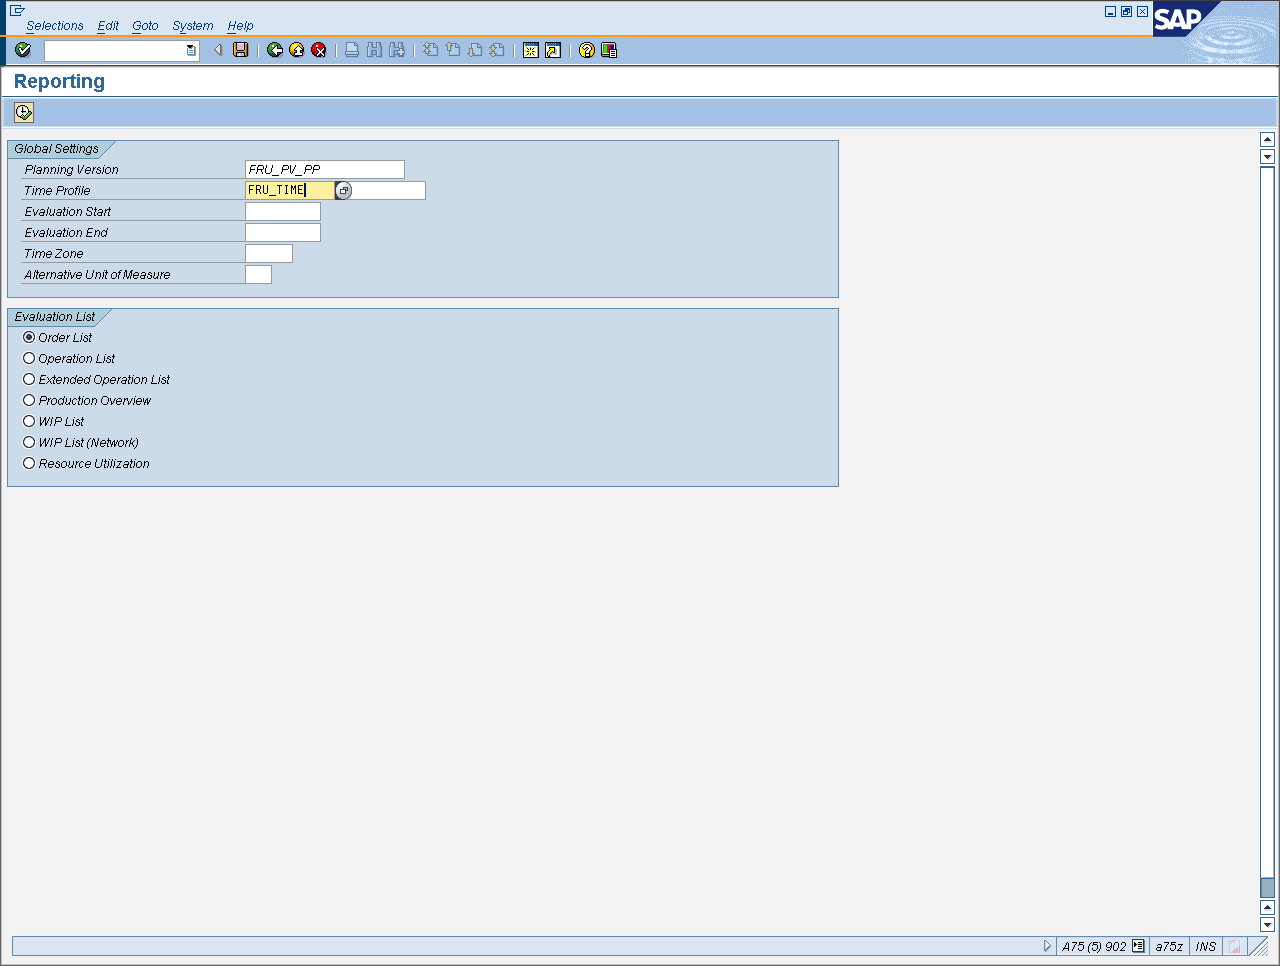 Selections Edit Goto System Help
SAP
Reporting
Global Settings
Planning Version FRU_PV_PP
Time Profile FRU_TIME
Evaluation Start
Evaluation End
Time Zone
Alternative Unit of Measure
Evaluation List
Order List
Operation List
Extended Operation List
Production Overview
WIP List
WIP List (Network)
Resource Utilization
A75 (5) 902 a75z INS